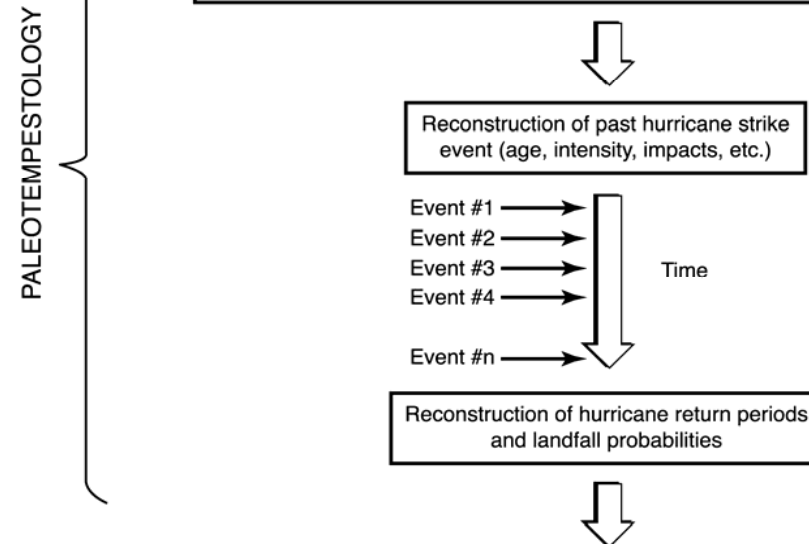 PALEOTEMPESTOLOGY
Reconstruction of past hurricane strike
event (age, intensity, impacts, etc.)
Event #1
Event #2
Event #3
Event #4
Time
Event #n
Reconstruction of hurricane return periods
and landfall probabilities